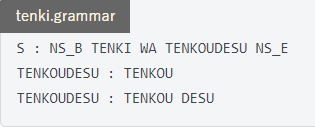 tenki.grammar
S : NS_B TENKI WA TENKOUDESU NS_E
TENKOUDESU : TENKOU
TENKOUDESU : TENKOU DESU